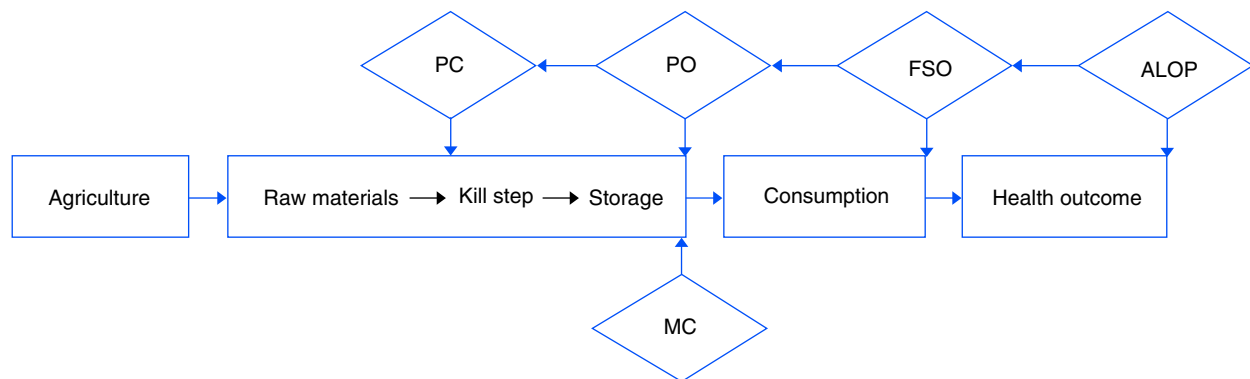 PC
PO
FSO
ALOP
Agriculture
Raw materials
Kill step
Storage
Consumption
Health outcome
MC